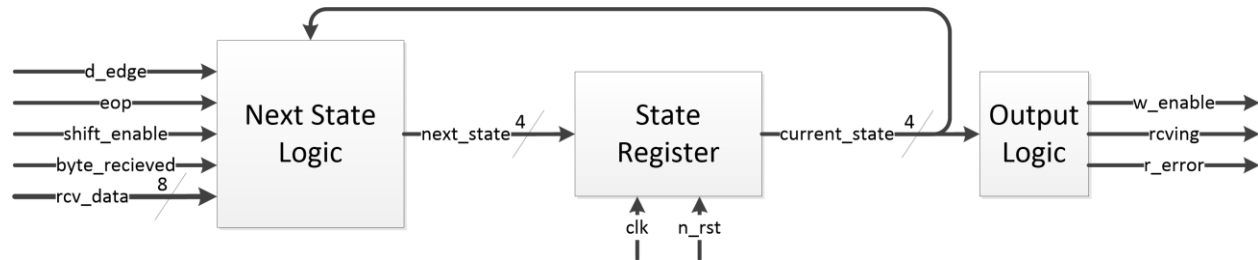 d_edge
eop
shift_enable
byte_recieved
8
rcv_data
Next State
Logic
next_state
4
State
Register
clk
n_rst
current_state
4
Output
Logic
w_enable
rcving
r_error